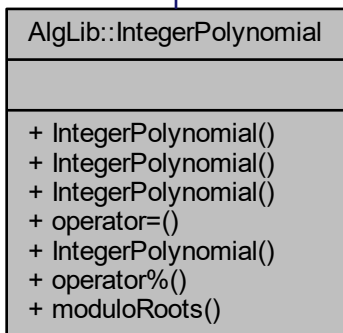 AlgLib::IntegerPolynomial
+ IntegerPolynomial()
+ IntegerPolynomial()
+ IntegerPolynomial()
+ operator=()
+ IntegerPolynomial()
+ operator%()
+ moduloRoots()